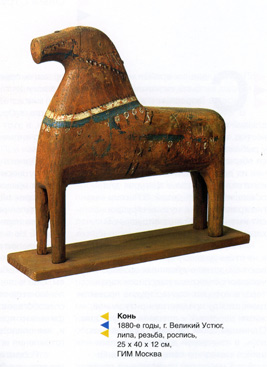 Конь
1880-е годы, г. Великий Устюг,
липа, резьба, роспись,
25 х 40 х 12 см,
ГИМ Москва